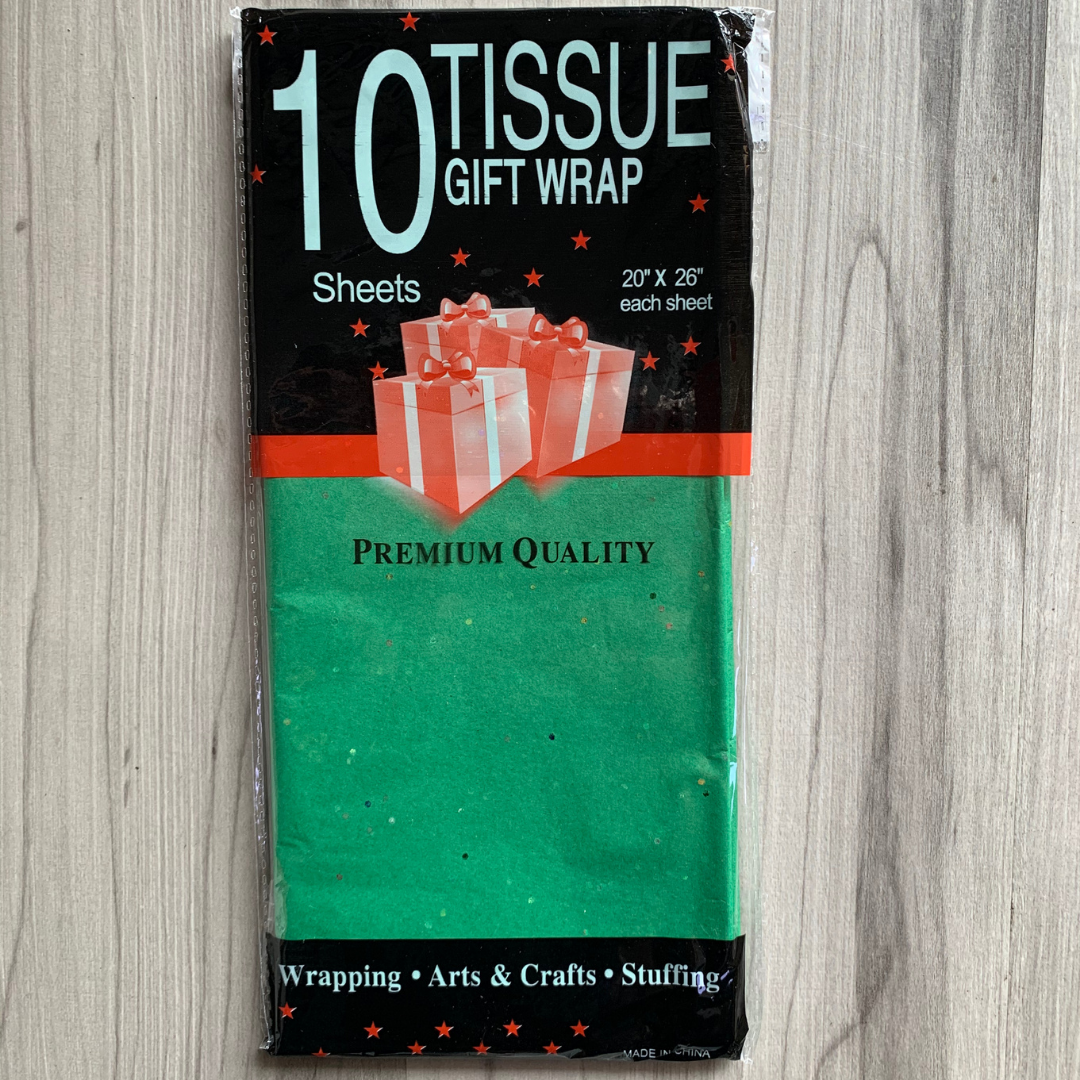 10 TISSUE
GIFT WRAP
Sheets
20" X 26"
each sheet
PREMIUM QUALITY
Wrapping • Arts & Crafts • Stuffing
MADE IN CHINA